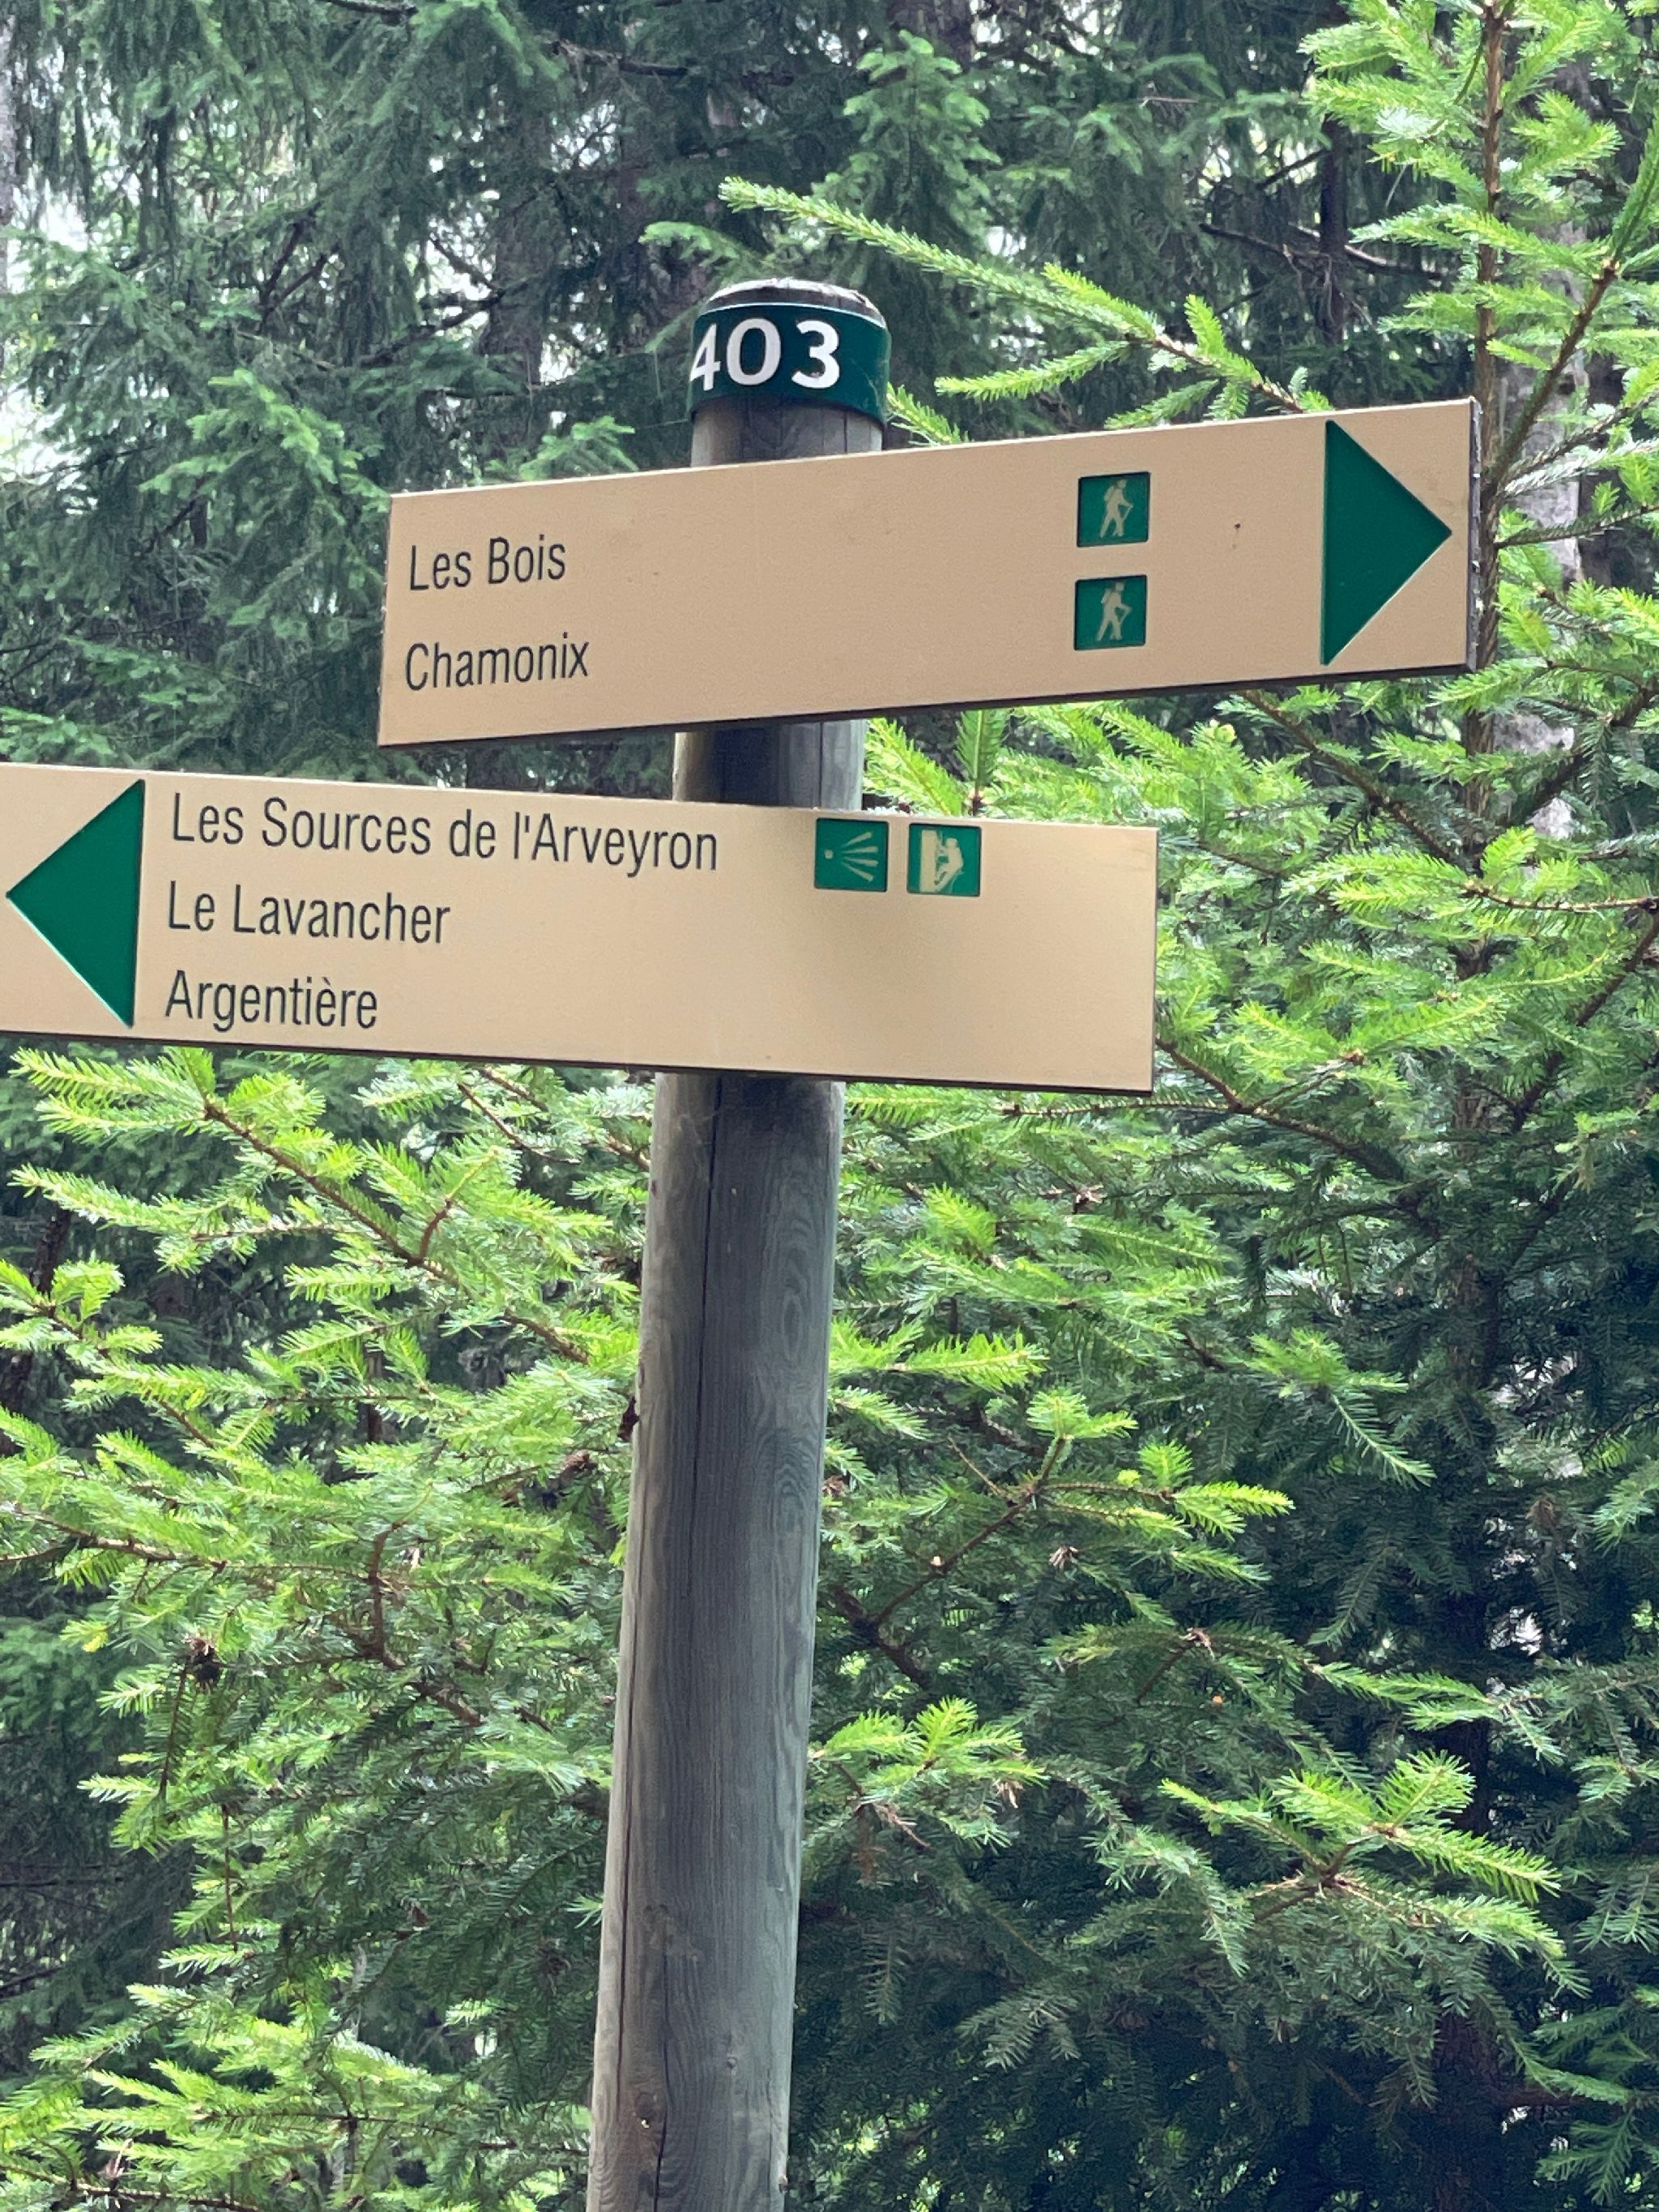 403
Les Bois
Chamonix
Les Sources de l'Arveyron
Le Lavancher
Argentière